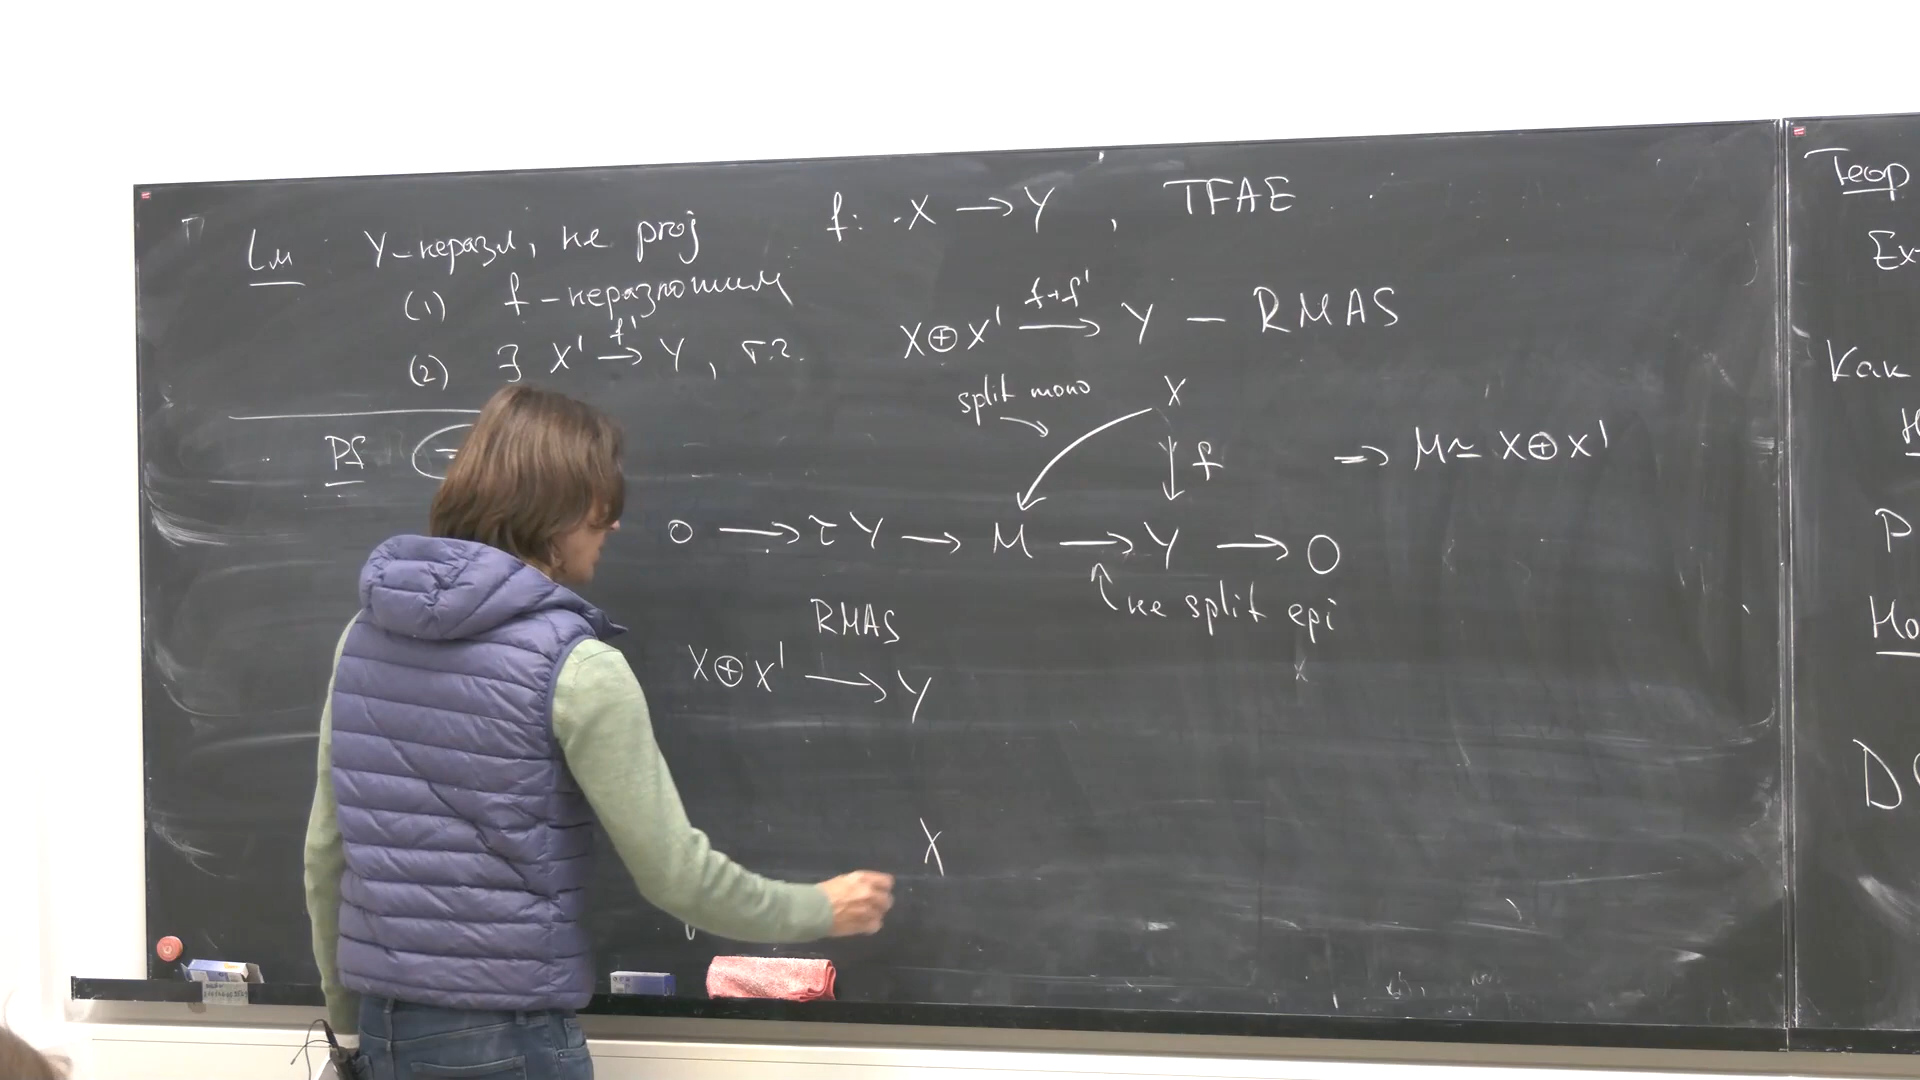 Lm Y-неразл, не proj f: X → Y, TFAE
(1) f - неразложим
(2) ∃ X' →^{f'} Y, т.ч. X⊕X' →^{f+f'} Y — RMAS
Pf
split mono X
↓ f ⇒ M ≃ X⊕X'
0 → τY → M → Y → 0
не split epi
RMAS
X⊕X' → Y
X
Теор
Ex
Как
Но